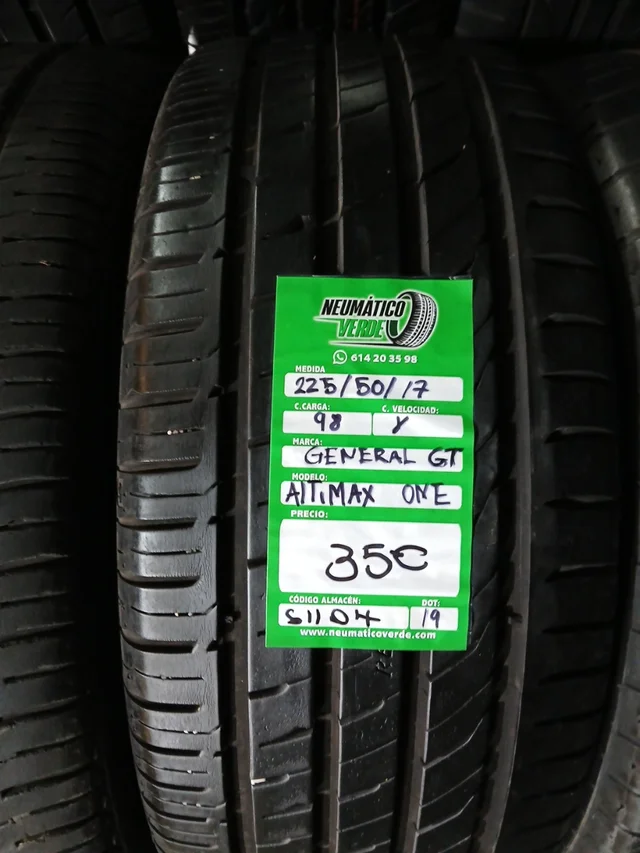 NEUMÁTICO
VERDE
614 20 35 98
MEDIDA
225/50/17
C.CARGA: C. VELOCIDAD:
98 Y
MARCA:
GENERAL GT
MODELO:
AltiMAX ONE
PRECIO:
35€
CÓDIGO ALMACÉN: DOT:
S1104 19
www.neumaticoverde.com